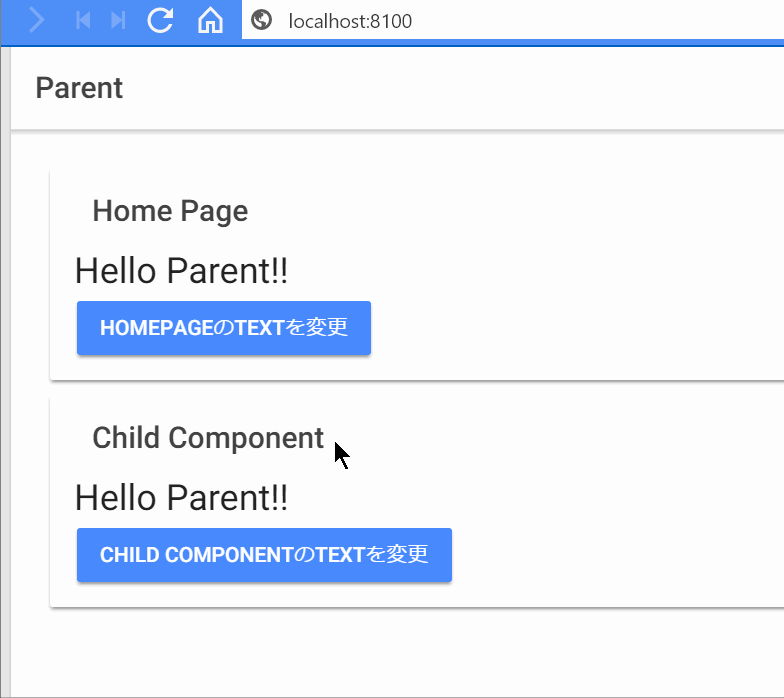 localhost:8100
Parent
Home Page
Hello Parent!!
HOMEPAGEのTEXTを変更
Child Component
Hello Parent!!
CHILD COMPONENTのTEXTを変更